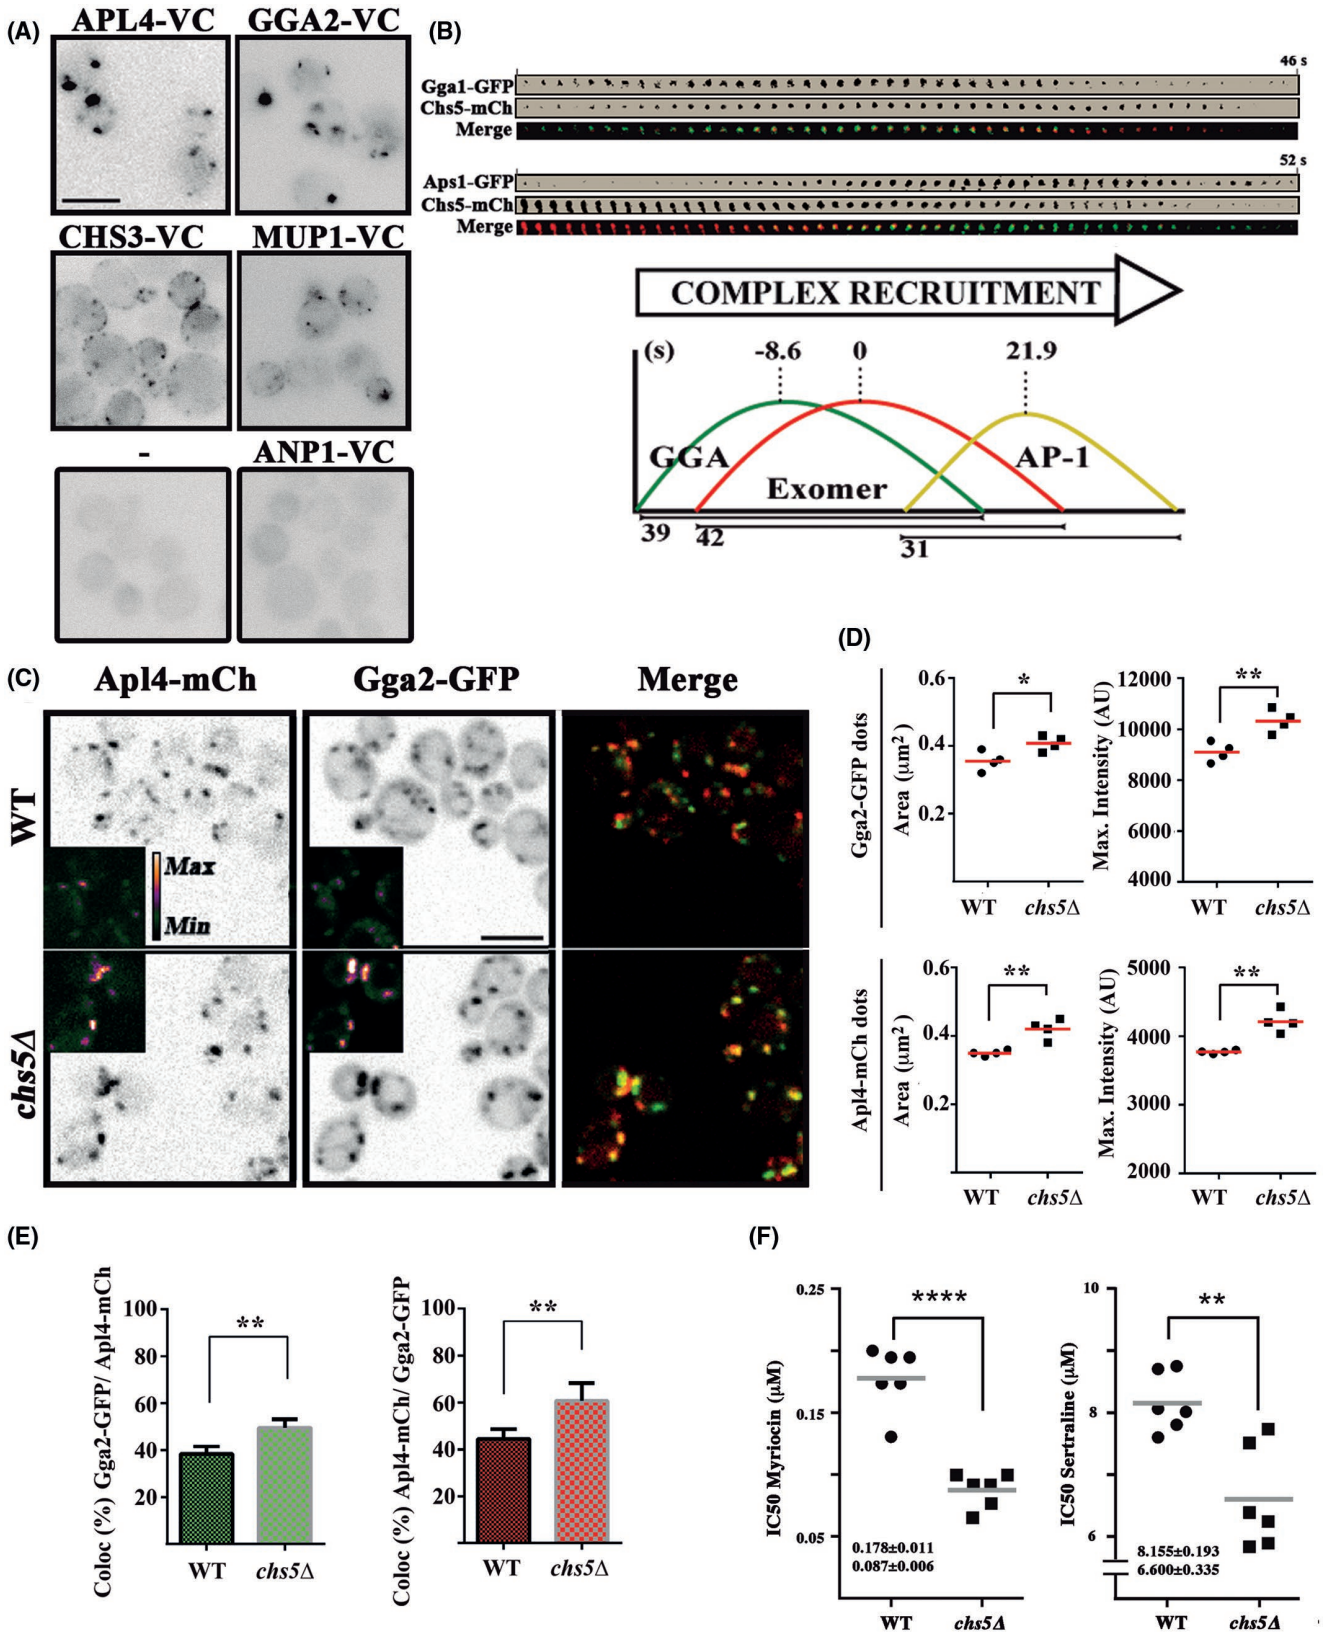 (A)
APL4-VC GGA2-VC
CHS3-VC MUP1-VC
- ANP1-VC
(B)
46 s
Gga1-GFP
Chs5-mCh
Merge
52 s
Aps1-GFP
Chs5-mCh
Merge
COMPLEX RECRUITMENT
(s) -8.6 0 21.9
GGA AP-1
Exomer
39 42 31
(C)
Apl4-mCh Gga2-GFP Merge
WT
Max
Min
chs5Δ
(D)
Gga2-GFP dots
Area (μm²)
0.6
0.4
0.2
*
WT chs5Δ
Max. Intensity (AU)
12000
10000
8000
6000
4000
**
WT chs5Δ
Apl4-mCh dots
Area (μm²)
0.6
0.4
0.2
**
WT chs5Δ
Max. Intensity (AU)
5000
4000
3000
2000
**
WT chs5Δ
(E)
Coloc (%) Gga2-GFP/ Apl4-mCh
100
80
60
40
20
**
WT chs5Δ
Coloc (%) Apl4-mCh/ Gga2-GFP
100
80
60
40
20
**
WT chs5Δ
(F)
IC50 Myriocin (μM)
0.25
0.15
0.05
****
0.178±0.011
0.087±0.006
WT chs5Δ
IC50 Sertraline (μM)
10
8
6
**
8.155±0.193
6.600±0.335
WT chs5Δ